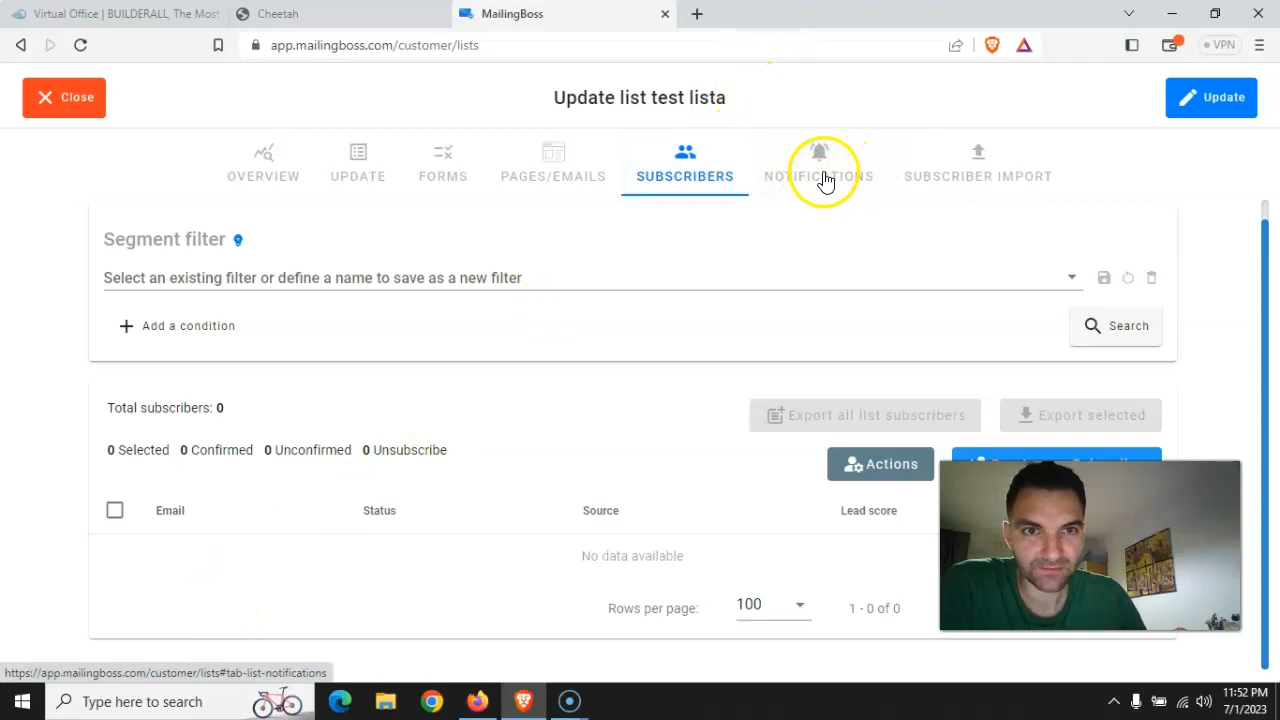 Virtual Office | BUILDERALL, The Most
Cheetah
MailingBoss
app.mailingboss.com/customer/lists
VPN
Close
Update list test lista
Update
OVERVIEW
UPDATE
FORMS
PAGES/EMAILS
SUBSCRIBERS
NOTIFICATIONS
SUBSCRIBER IMPORT
Segment filter
Select an existing filter or define a name to save as a new filter
Add a condition
Search
Total subscribers: 0
Export all list subscribers
Export selected
0 Selected 0 Confirmed 0 Unconfirmed 0 Unsubscribe
Actions
Email
Status
Source
Lead score
No data available
Rows per page:
100
1 - 0 of 0
https://app.mailingboss.com/customer/lists#tab-list-notifications
Type here to search
11:52 PM
7/1/2023